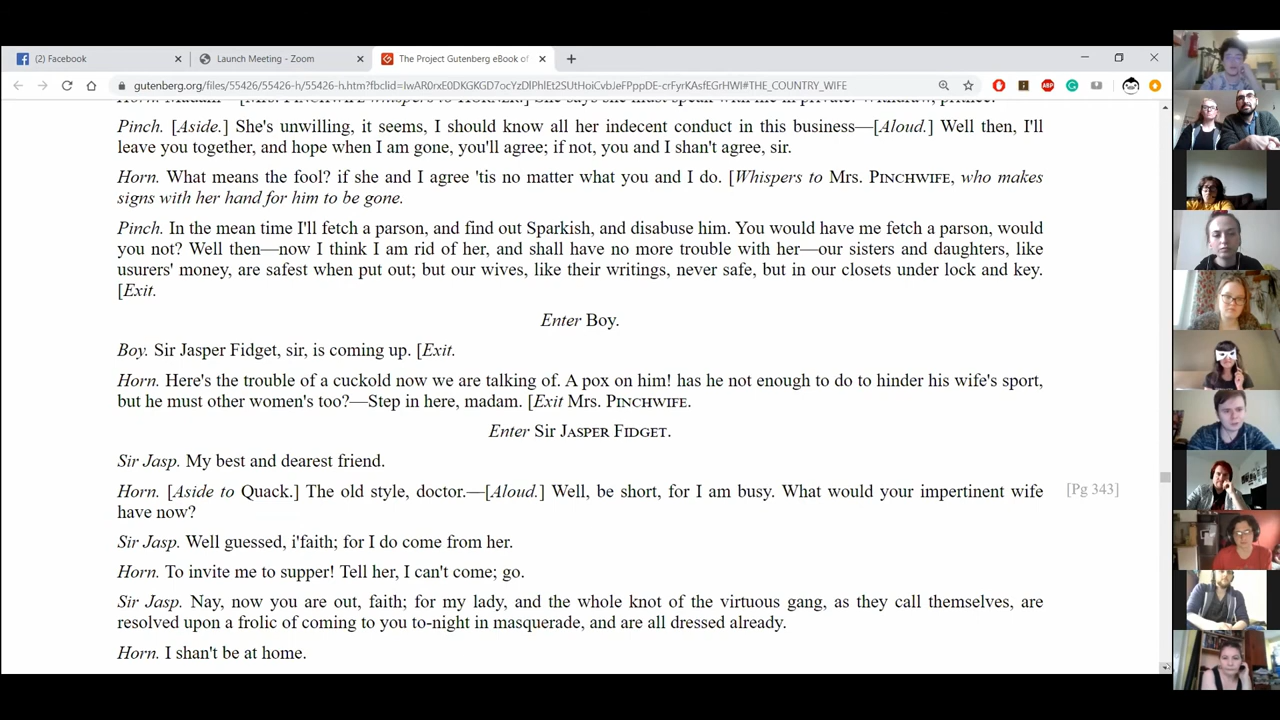 (2) Facebook
Launch Meeting - Zoom
The Project Gutenberg eBook of
gutenberg.org/files/55426/55426-h/55426-h.htm?fbclid=IwAR0rxE0DKGKGD7ocYzDIPhlEt2SUtHoiCvbJeFPppDE-crFyrKAsfEGrHWI#THE_COUNTRY_WIFE
Pinch. [Aside.] She's unwilling, it seems, I should know all her indecent conduct in this business—[Aloud.] Well then, I'll
leave you together, and hope when I am gone, you'll agree; if not, you and I shan't agree, sir.
Horn. What means the fool? if she and I agree 'tis no matter what you and I do. [Whispers to Mrs. PINCHWIFE, who makes
signs with her hand for him to be gone.
Pinch. In the mean time I'll fetch a parson, and find out Sparkish, and disabuse him. You would have me fetch a parson, would
you not? Well then—now I think I am rid of her, and shall have no more trouble with her—our sisters and daughters, like
usurers' money, are safest when put out; but our wives, like their writings, never safe, but in our closets under lock and key.
[Exit.
Enter Boy.
Boy. Sir Jasper Fidget, sir, is coming up. [Exit.
Horn. Here's the trouble of a cuckold now we are talking of. A pox on him! has he not enough to do to hinder his wife's sport,
but he must other women's too?—Step in here, madam. [Exit Mrs. PINCHWIFE.
Enter Sir JASPER FIDGET.
Sir Jasp. My best and dearest friend.
Horn. [Aside to Quack.] The old style, doctor.—[Aloud.] Well, be short, for I am busy. What would your impertinent wife
have now?
[Pg 343]
Sir Jasp. Well guessed, i'faith; for I do come from her.
Horn. To invite me to supper! Tell her, I can't come; go.
Sir Jasp. Nay, now you are out, faith; for my lady, and the whole knot of the virtuous gang, as they call themselves, are
resolved upon a frolic of coming to you to-night in masquerade, and are all dressed already.
Horn. I shan't be at home.